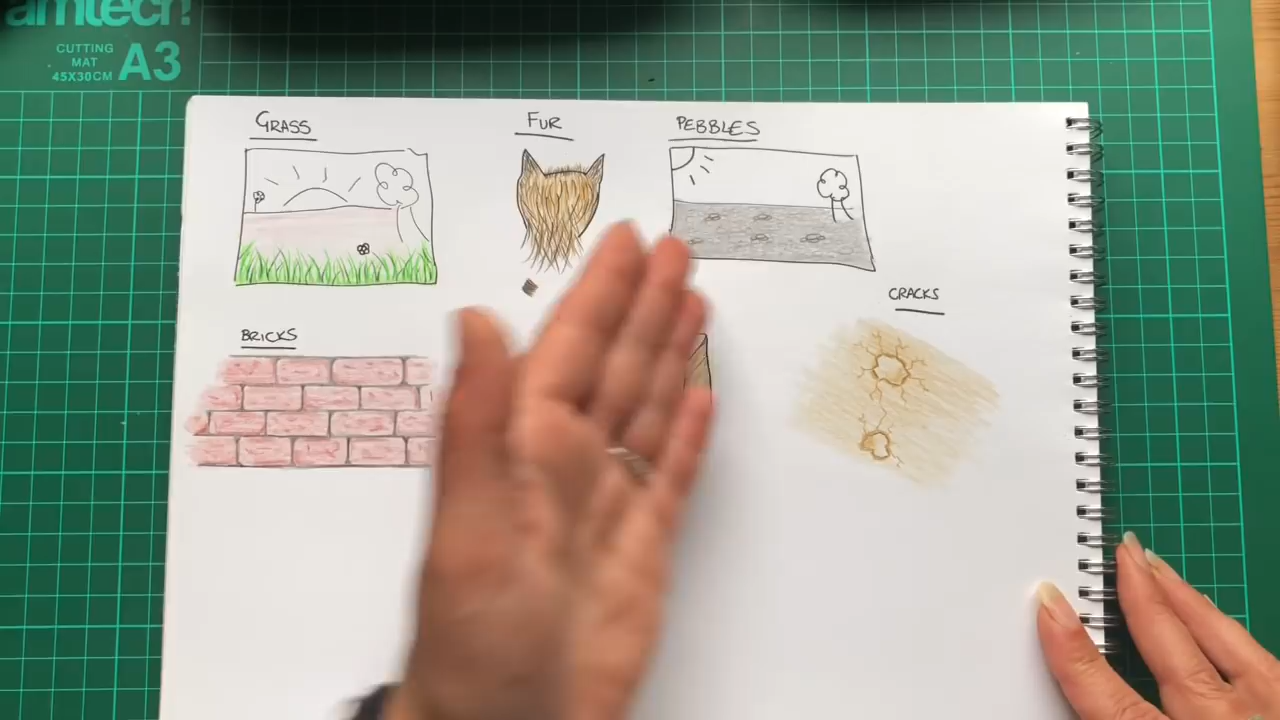 amtech!
CUTTING
MAT
45X30CM
A3
GRASS
FUR
PEBBLES
CRACKS
BRICKS